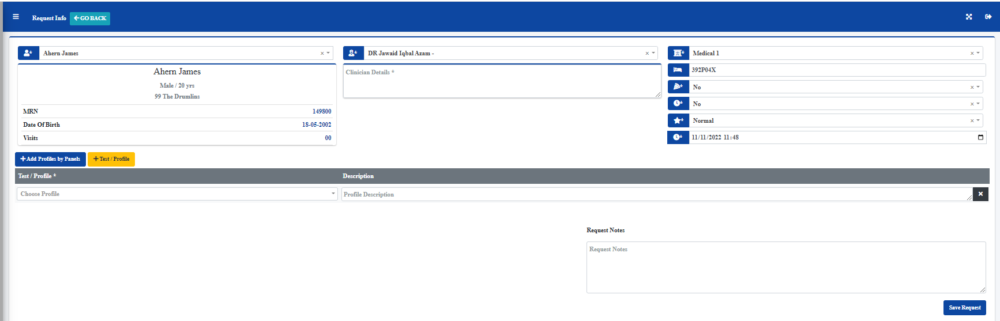 Request Info GO BACK
* Ahern James × 
Ahern James
Male / 20 yrs
99 The Drumlins
MRN 149800
Date Of Birth 18-05-2002
Visits 00
* DR Jawaid Iqbal Azam - ×
Clinician Details *
* Medical 1 ×
392P04X
* No ×
* No ×
* Normal ×
* 11/11/2022 11:48
+Add Profiles by Panels +Test / Profile
Test / Profile * Description
Choose Profile Profile Description ×
Request Notes
Request Notes
Save Request